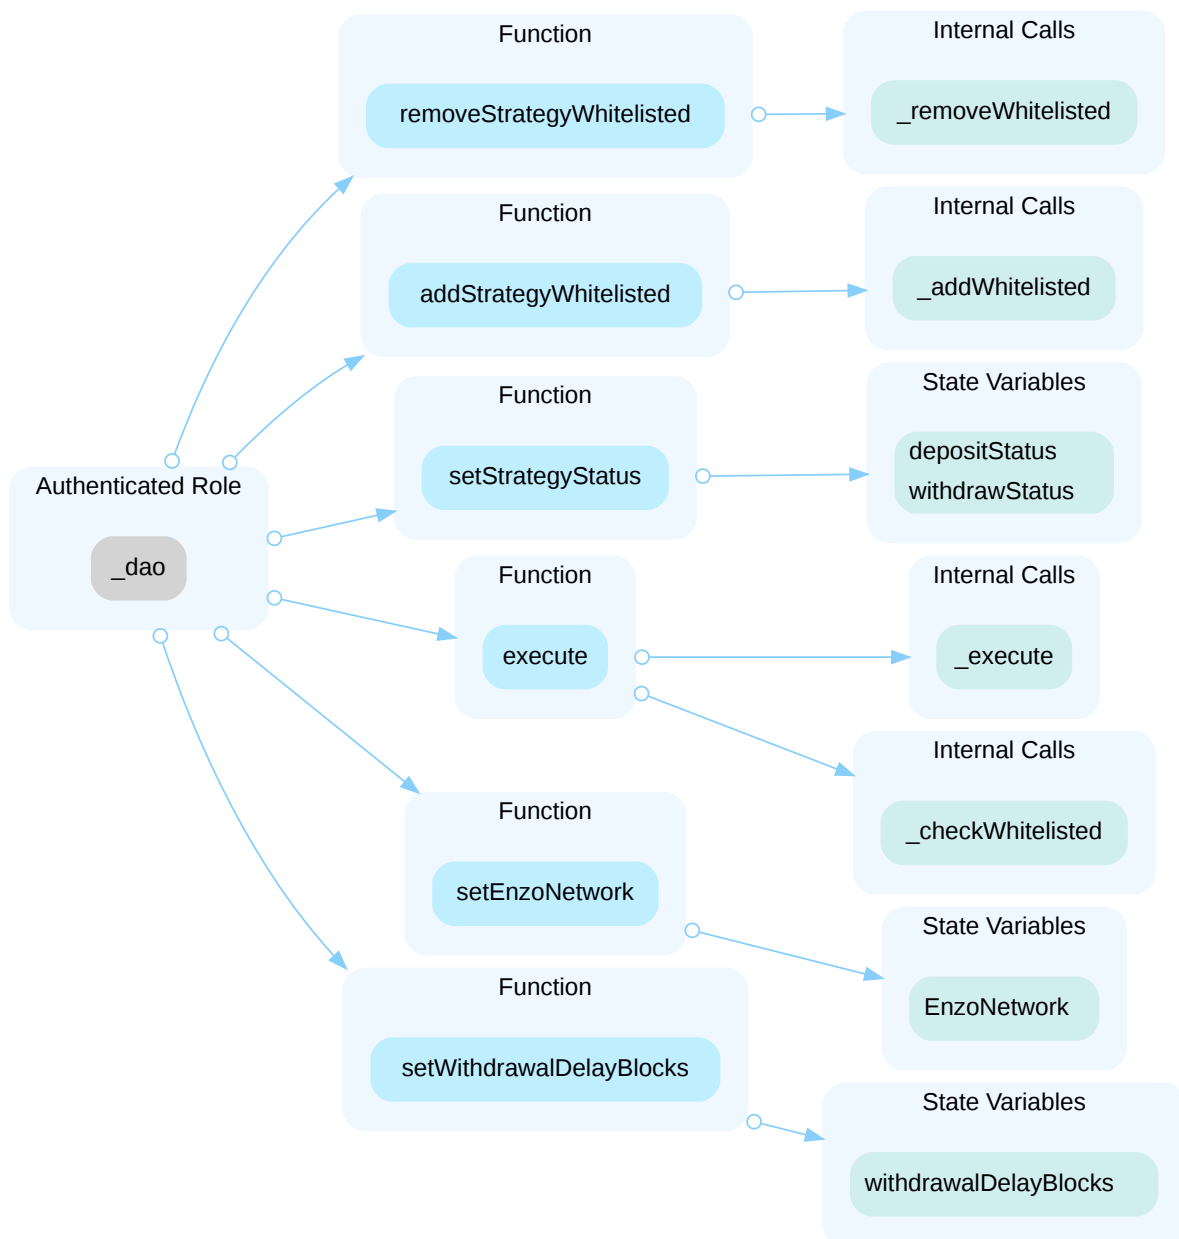 Function
removeStrategyWhitelisted
Internal Calls
_removeWhitelisted
Function
addStrategyWhitelisted
Internal Calls
_addWhitelisted
Function
setStrategyStatus
State Variables
depositStatus
withdrawStatus
Authenticated Role
_dao
Function
execute
Internal Calls
_execute
Internal Calls
_checkWhitelisted
Function
setEnzoNetwork
State Variables
EnzoNetwork
Function
setWithdrawalDelayBlocks
State Variables
withdrawalDelayBlocks